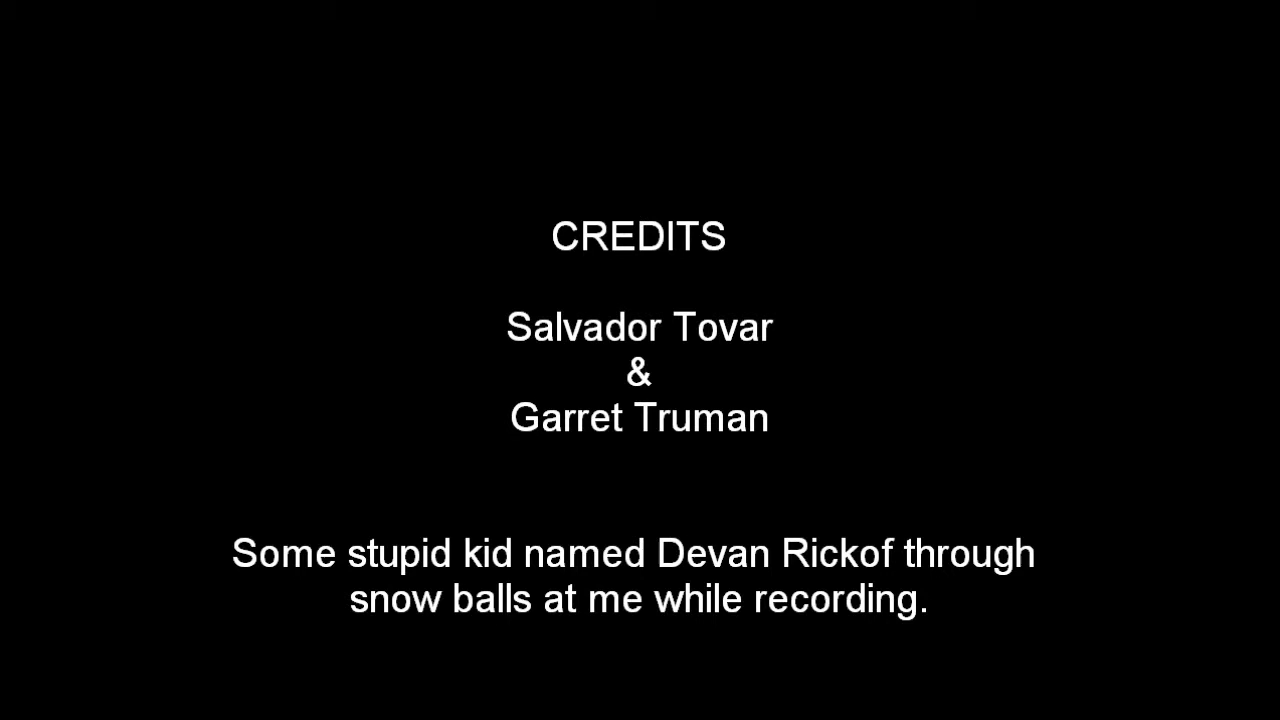 CREDITS
Salvador Tovar
&
Garret Truman
Some stupid kid named Devan Rickof through
snow balls at me while recording.